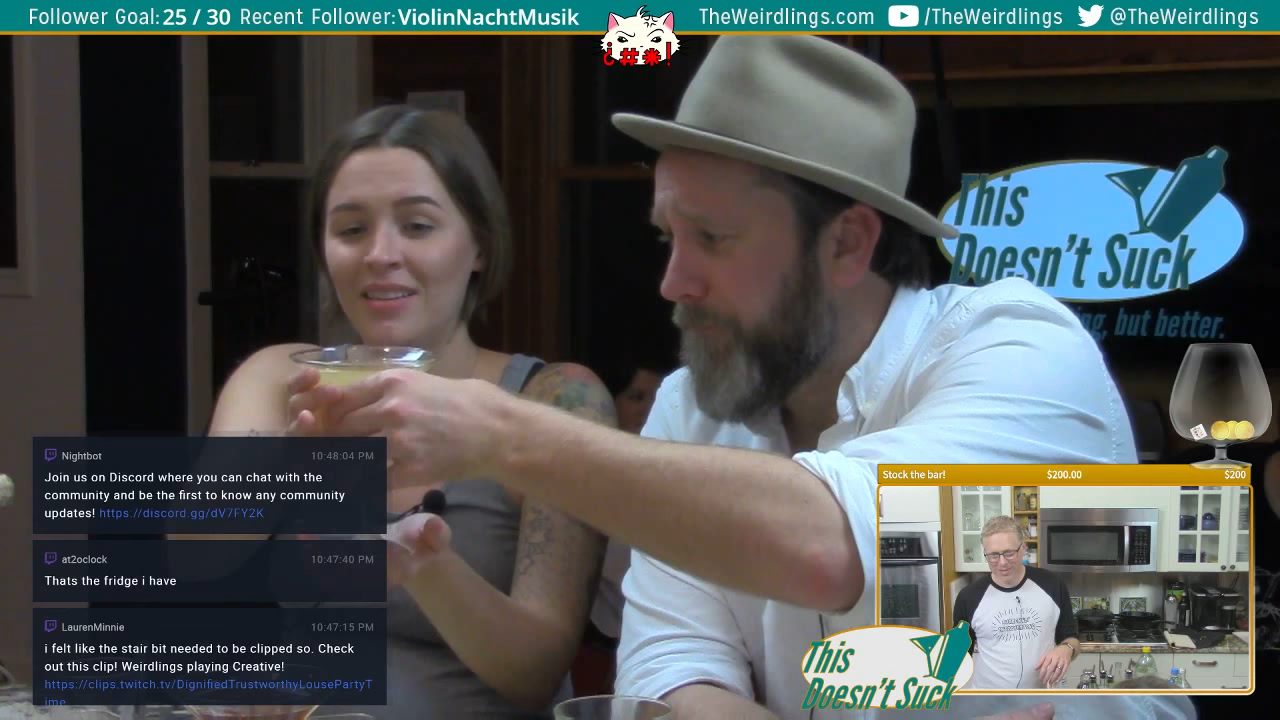 Follower Goal: 25 / 30 Recent Follower: ViolinNachtMusik
¿#*!
TheWeirdlings.com /TheWeirdlings @TheWeirdlings
This
Doesn't Suck
but better.
Nightbot 10:48:04 PM
Join us on Discord where you can chat with the
community and be the first to know any community
updates! https://discord.gg/dV7FY2K
at2oclock 10:47:40 PM
Thats the fridge i have
LaurenMinnie 10:47:15 PM
i felt like the stair bit needed to be clipped so. Check
out this clip! Weirdlings playing Creative!
https://clips.twitch.tv/DignifiedTrustworthyLousePartyT
ime
Stock the bar! $200.00 $200
This
Doesn't Suck